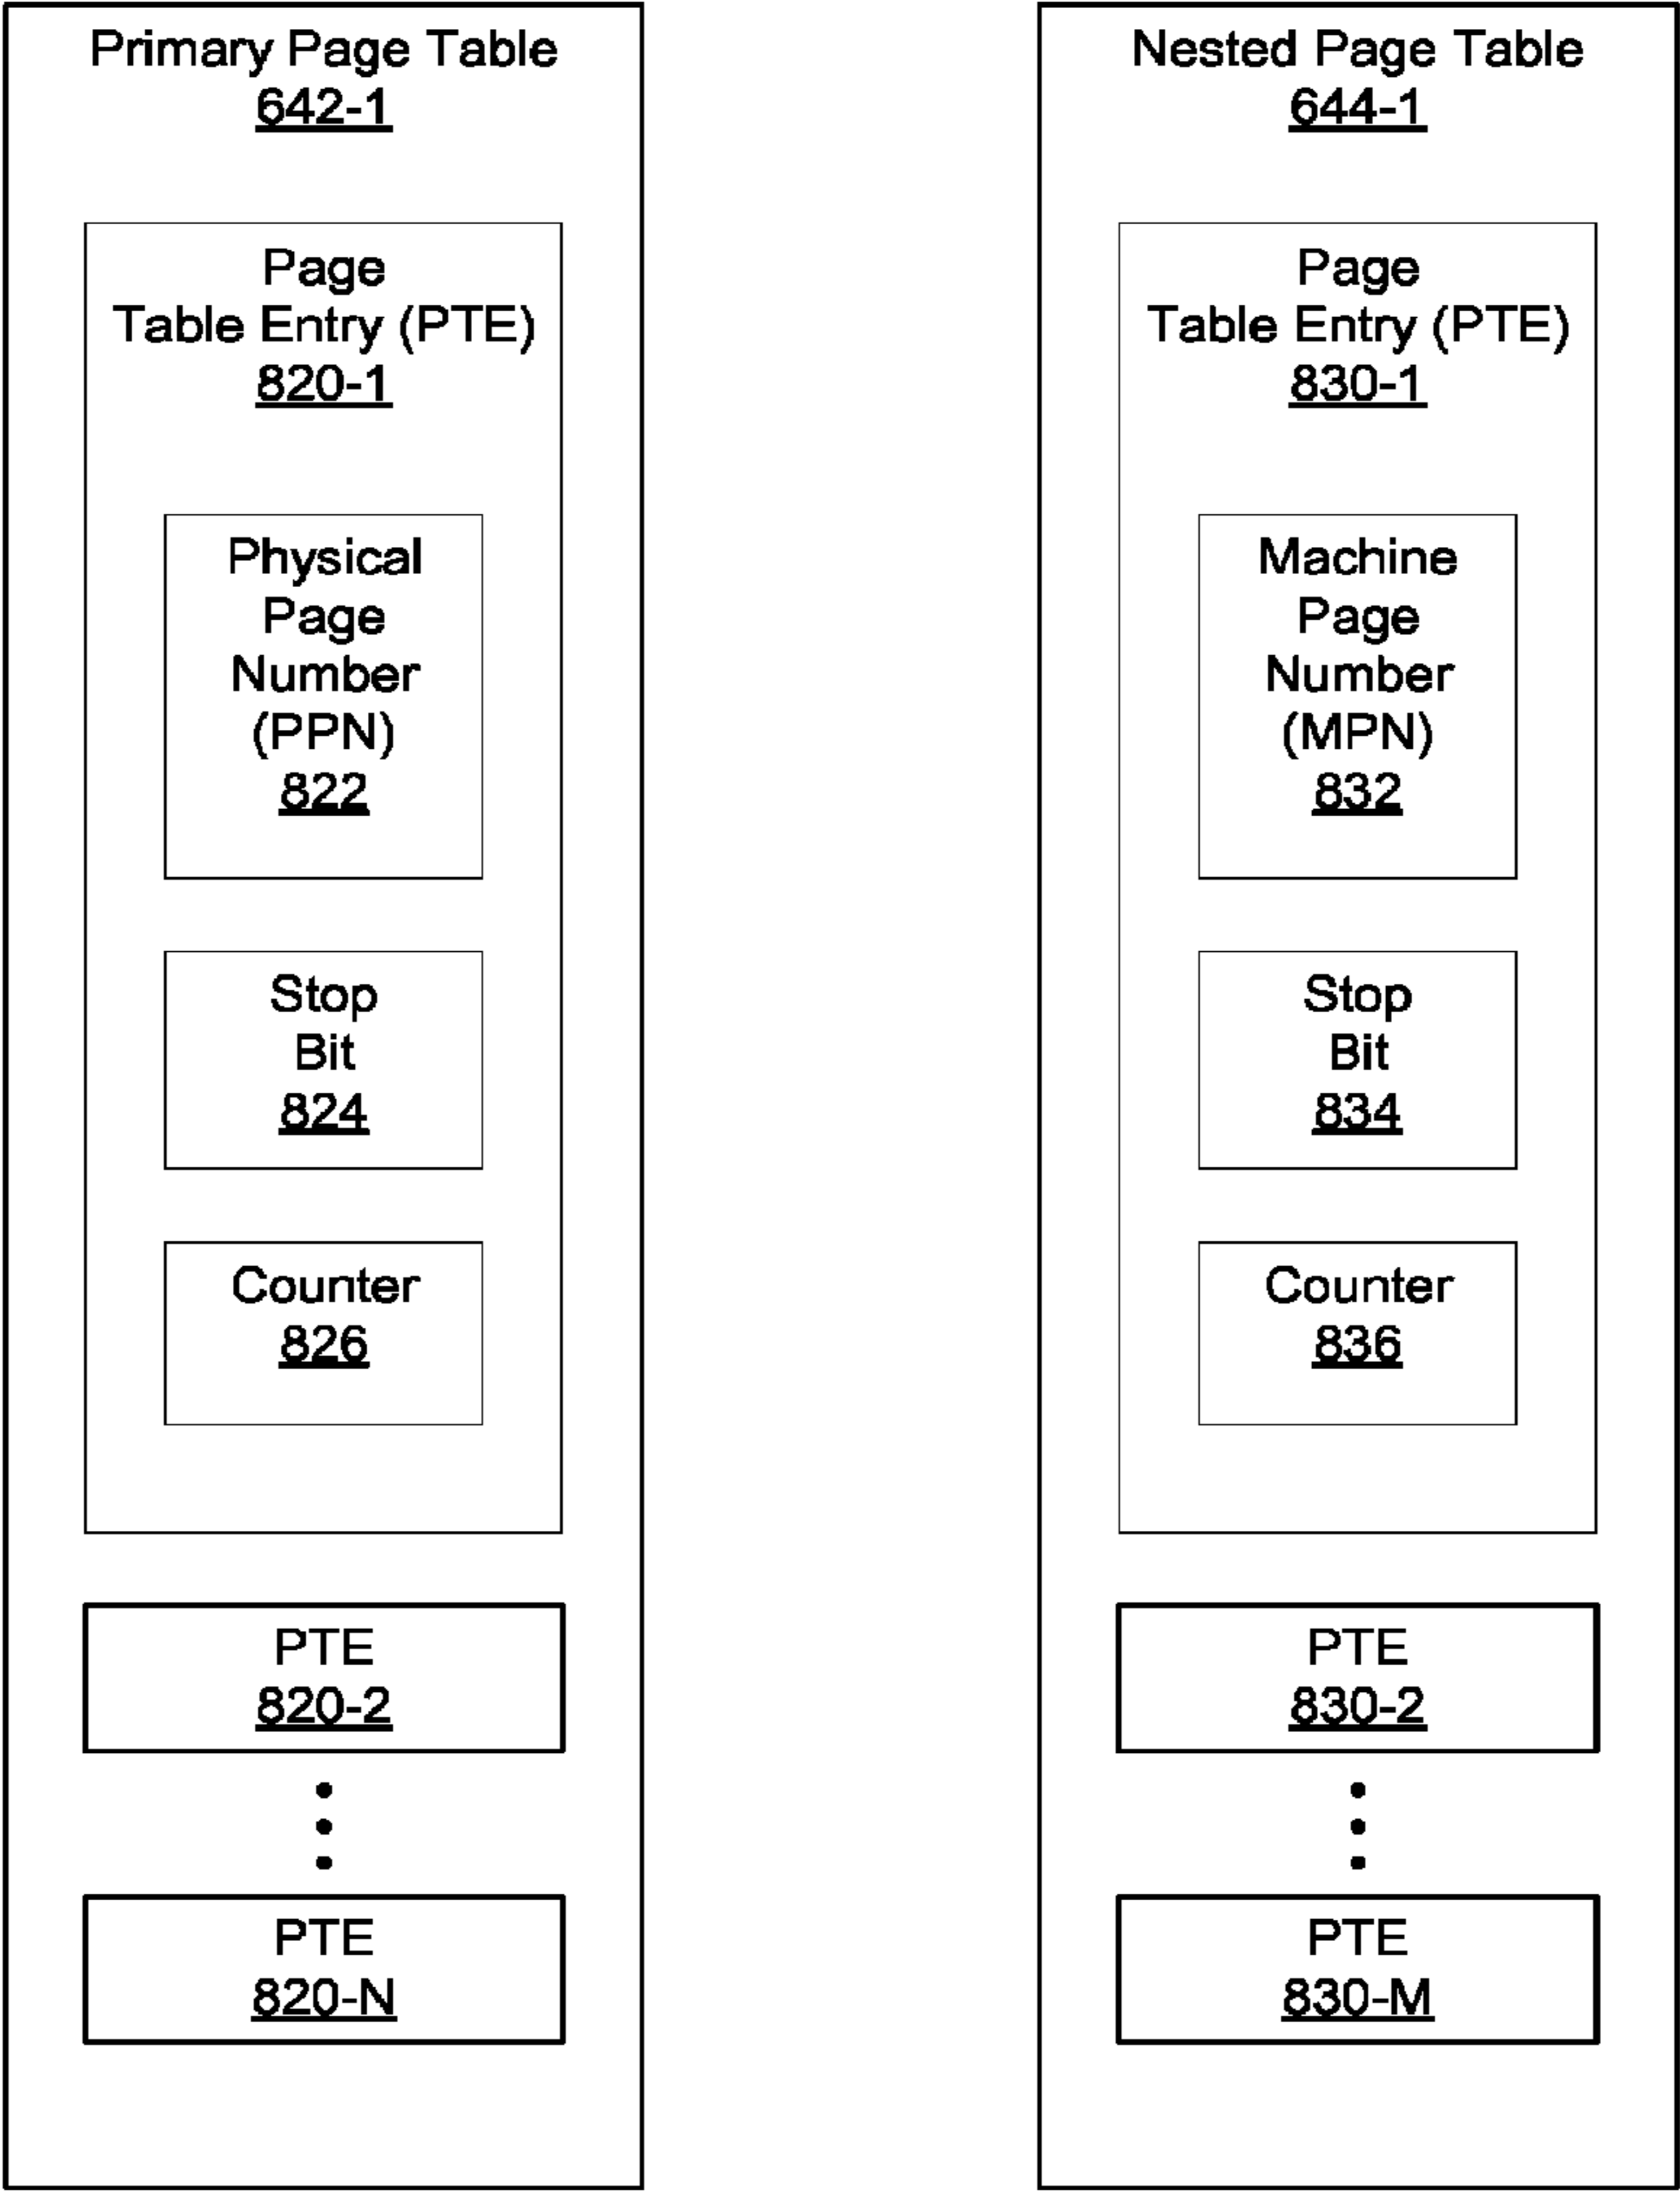 Primary Page Table
642-1
Page
Table Entry (PTE)
820-1
Physical
Page
Number
(PPN)
822
Stop
Bit
824
Counter
826
PTE
820-2
PTE
820-N
Nested Page Table
644-1
Page
Table Entry (PTE)
830-1
Machine
Page
Number
(MPN)
832
Stop
Bit
834
Counter
836
PTE
830-2
PTE
830-M